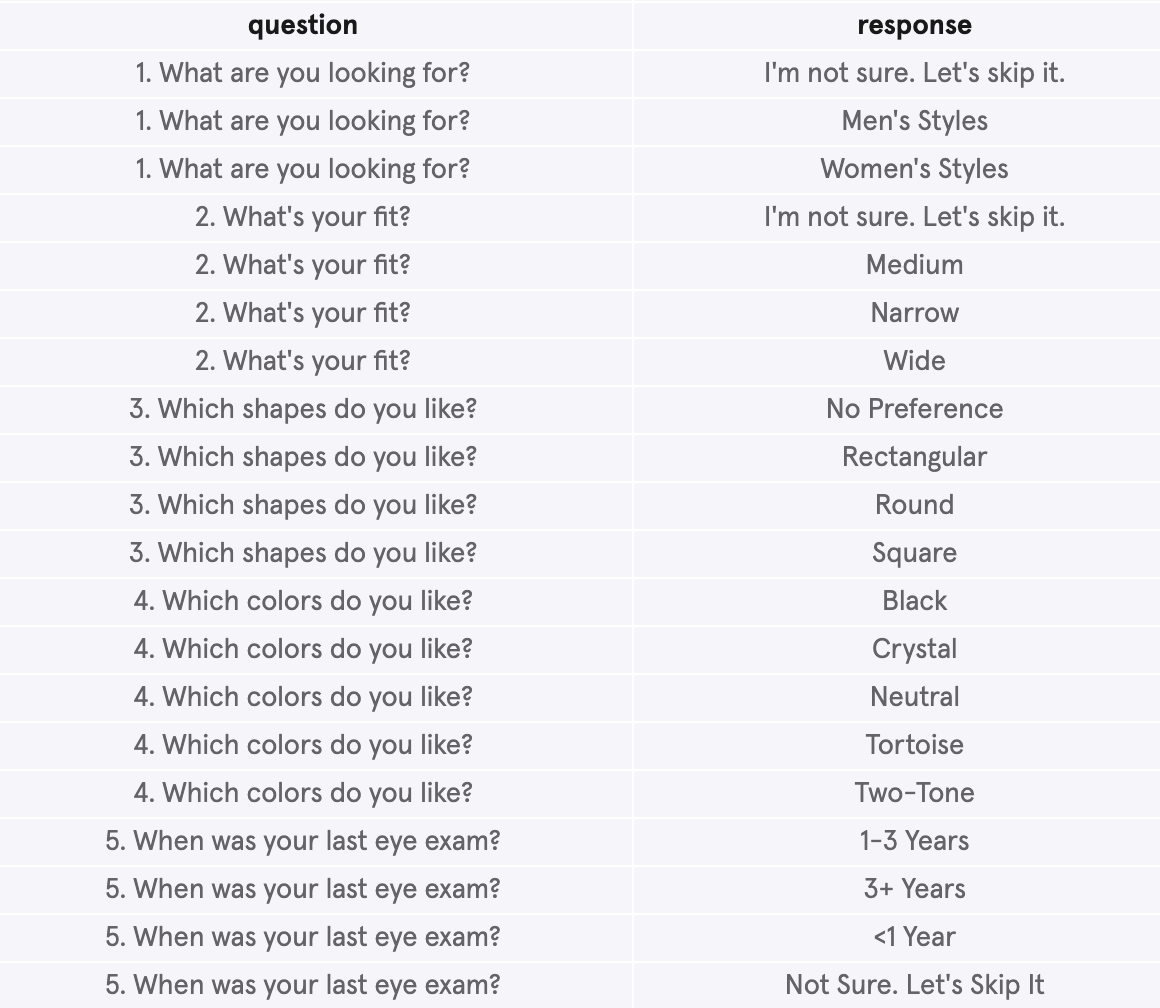 question response
1. What are you looking for? I'm not sure. Let's skip it.
1. What are you looking for? Men's Styles
1. What are you looking for? Women's Styles
2. What's your fit? I'm not sure. Let's skip it.
2. What's your fit? Medium
2. What's your fit? Narrow
2. What's your fit? Wide
3. Which shapes do you like? No Preference
3. Which shapes do you like? Rectangular
3. Which shapes do you like? Round
3. Which shapes do you like? Square
4. Which colors do you like? Black
4. Which colors do you like? Crystal
4. Which colors do you like? Neutral
4. Which colors do you like? Tortoise
4. Which colors do you like? Two-Tone
5. When was your last eye exam? 1-3 Years
5. When was your last eye exam? 3+ Years
5. When was your last eye exam? <1 Year
5. When was your last eye exam? Not Sure. Let's Skip It